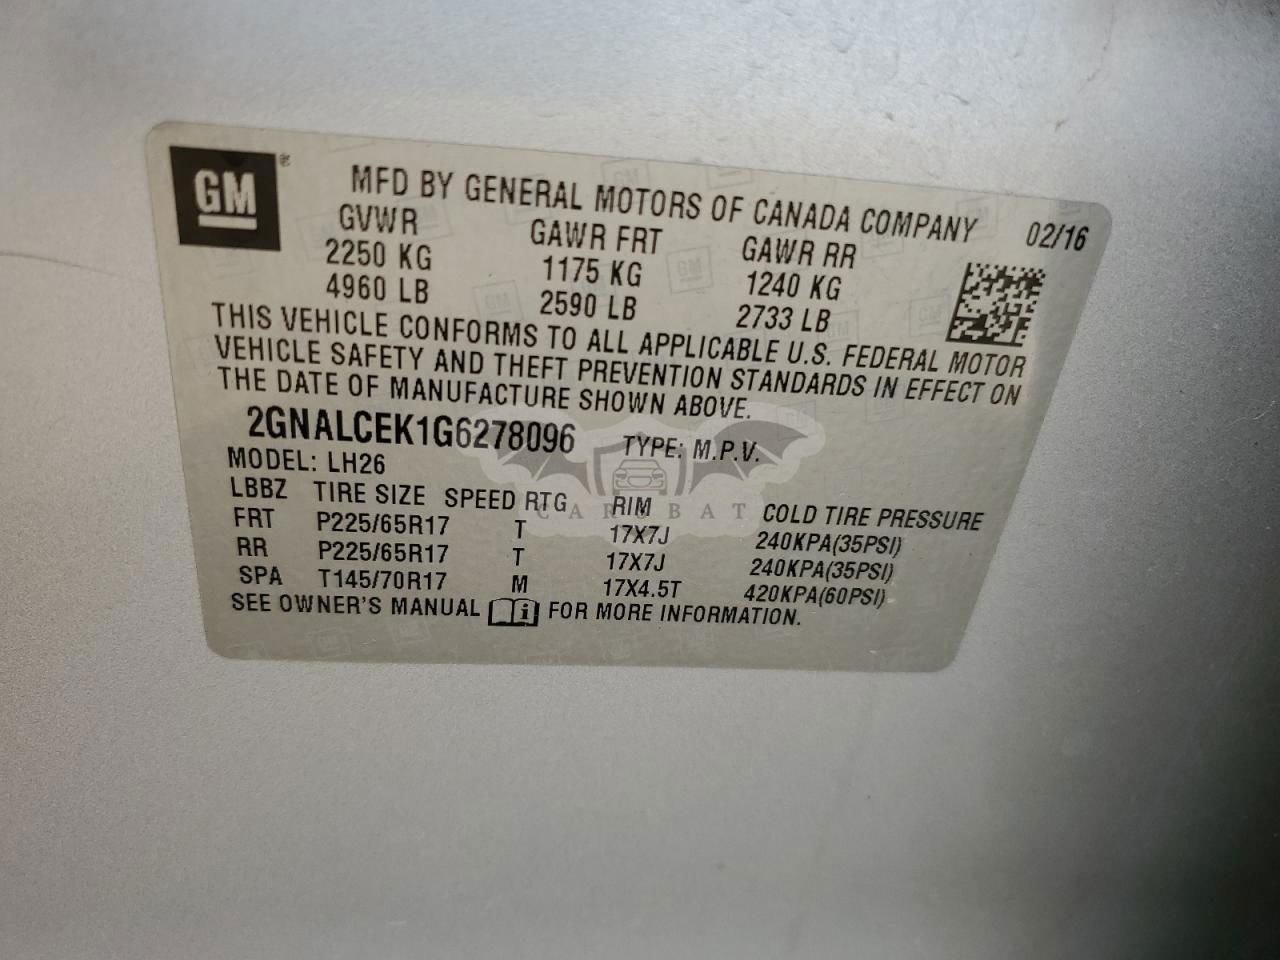 GM®
MFD BY GENERAL MOTORS OF CANADA COMPANY 02/16
GVWR GAWR FRT GAWR RR
2250 KG 1175 KG 1240 KG
4960 LB 2590 LB 2733 LB
THIS VEHICLE CONFORMS TO ALL APPLICABLE U.S. FEDERAL MOTOR
VEHICLE SAFETY AND THEFT PREVENTION STANDARDS IN EFFECT ON
THE DATE OF MANUFACTURE SHOWN ABOVE.
2GNALCEK1G6278096 TYPE: M.P.V.
MODEL: LH26
LBBZ TIRE SIZE SPEED RTG RIM COLD TIRE PRESSURE
CARSBAT
FRT P225/65R17 T 17X7J 240KPA(35PSI)
RR P225/65R17 T 17X7J 240KPA(35PSI)
SPA T145/70R17 M 17X4.5T 420KPA(60PSI)
SEE OWNER'S MANUAL i FOR MORE INFORMATION.